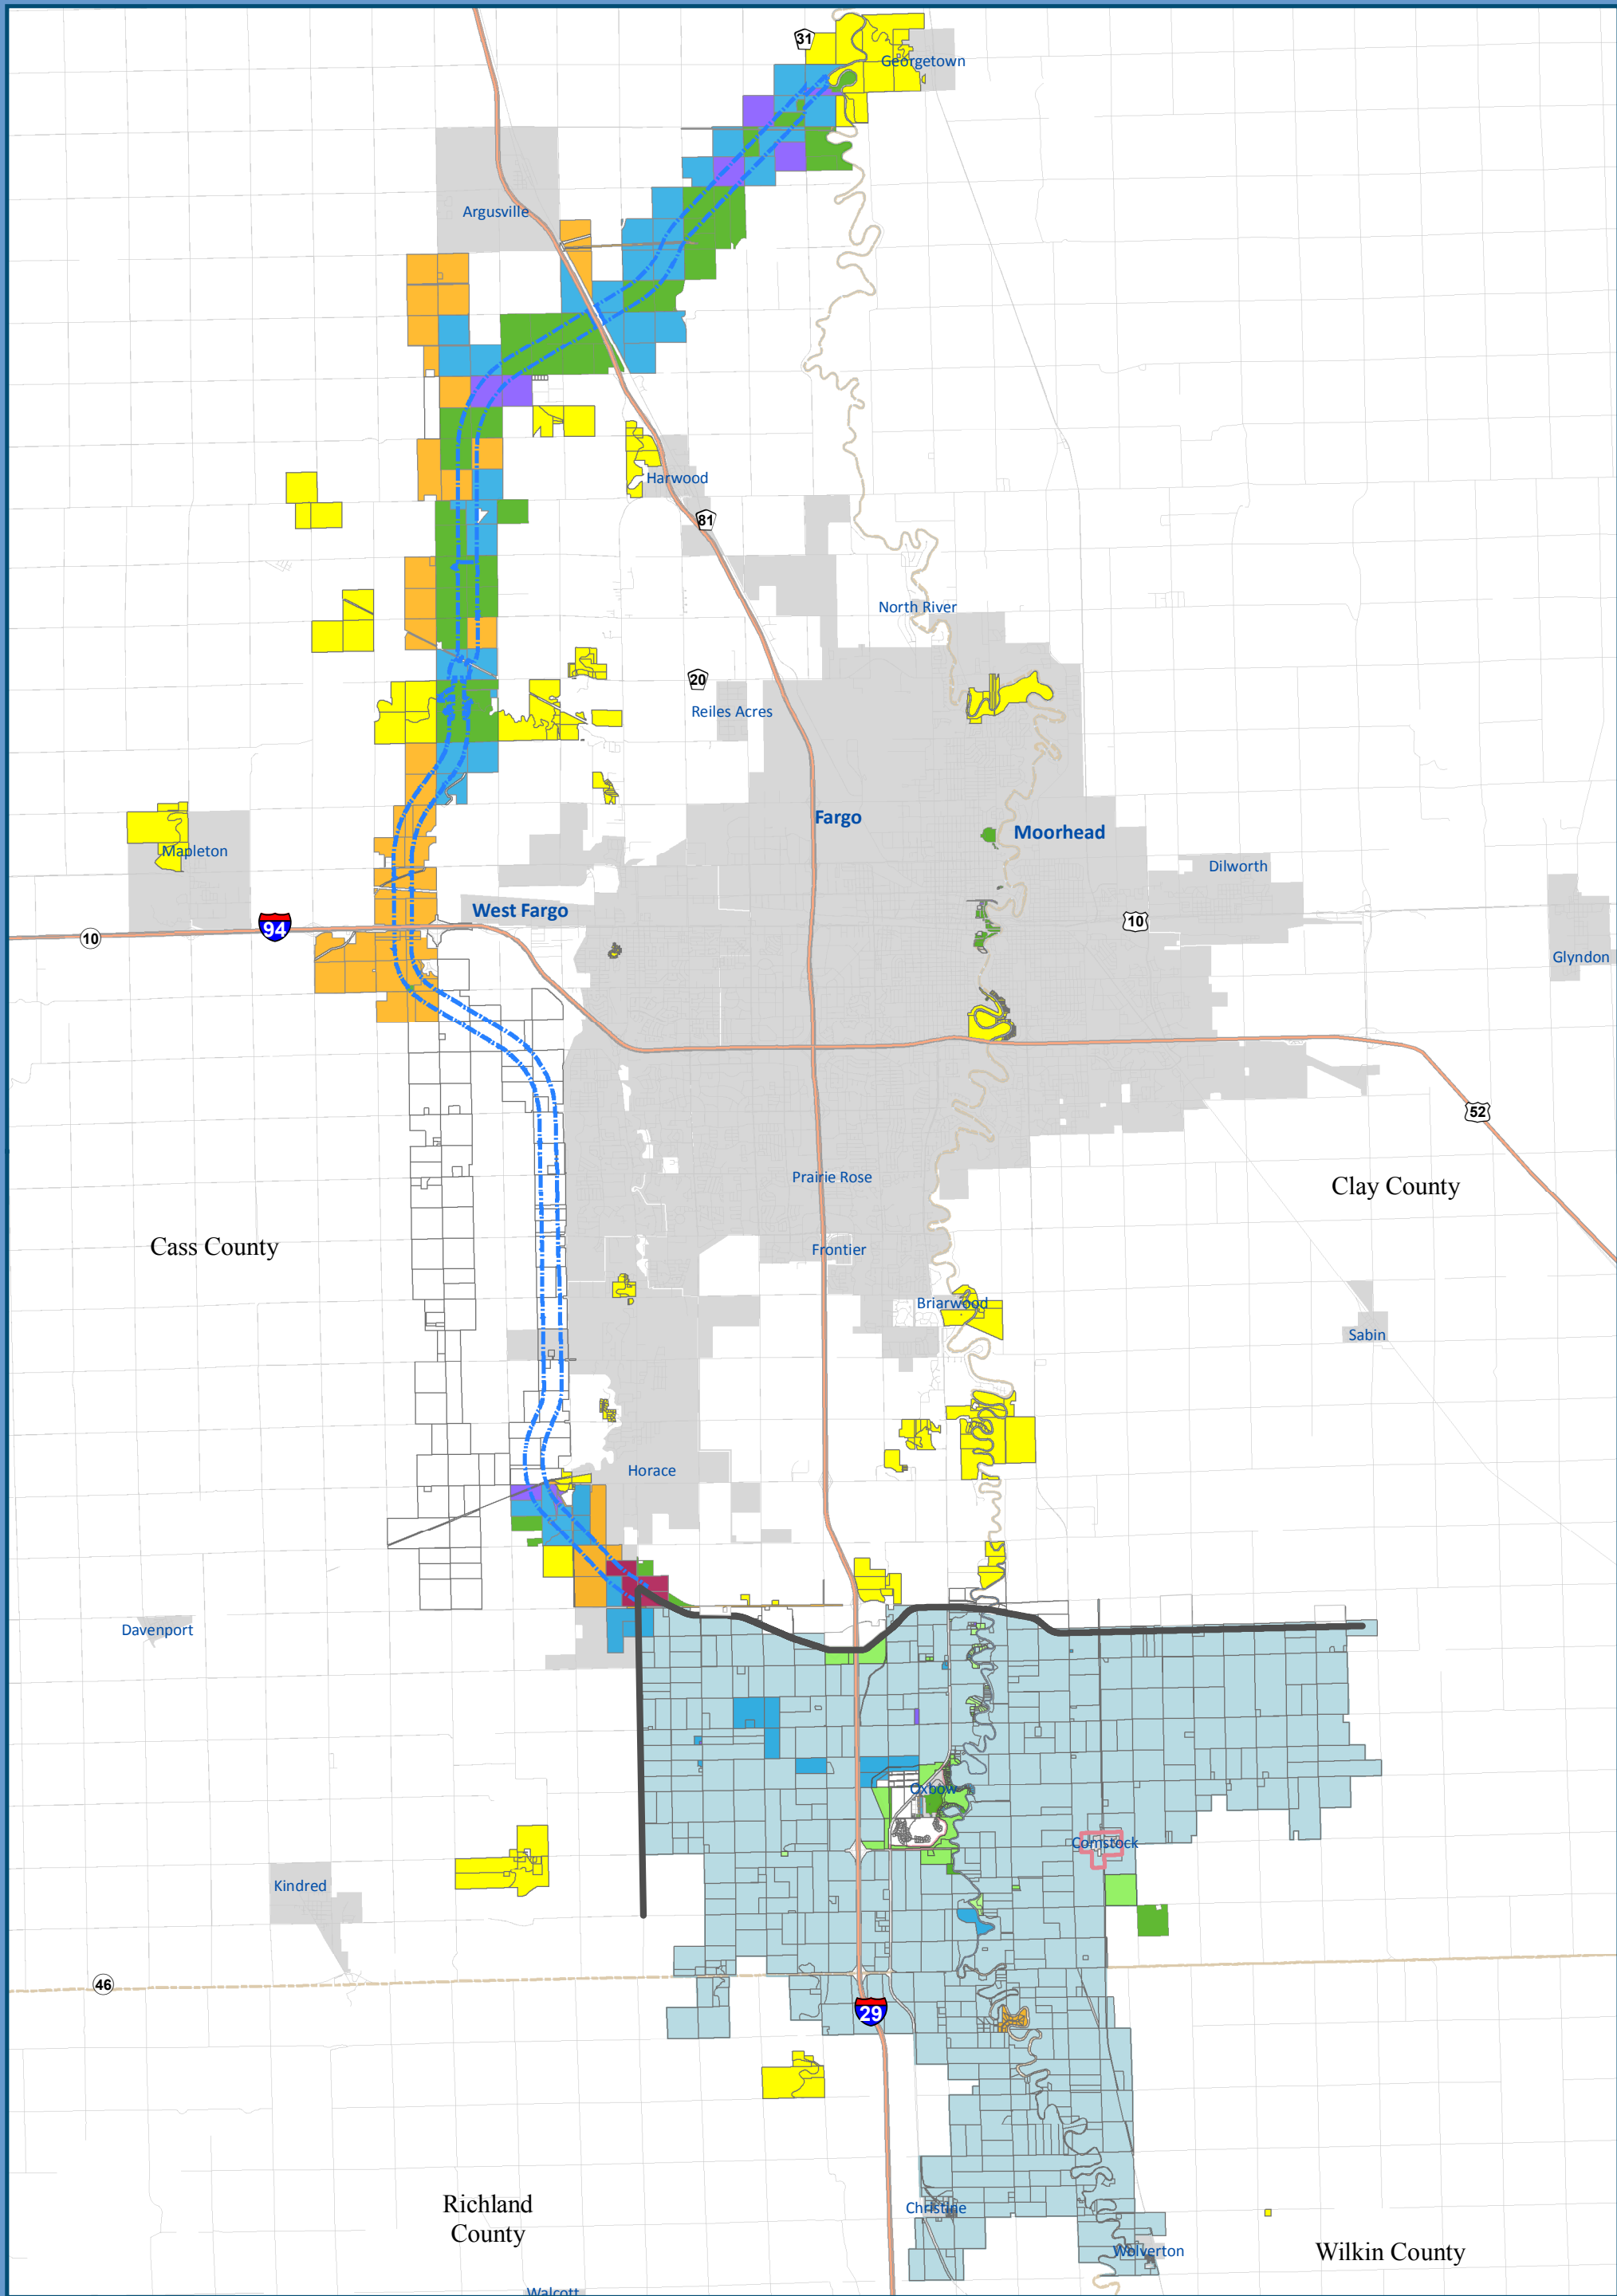 31
Georgetown
Argusville
Harwood
81
North River
20
Reiles Acres
Fargo
Moorhead
Mapleton
Dilworth
West Fargo
94
10
10
Glyndon
52
Prairie Rose
Clay County
Cass County
Frontier
Briarwood
Sabin
Horace
Davenport
Oxbow
Comstock
Kindred
46
29
Richland
County
Christine
Wolverton
Wilkin County
Walcott